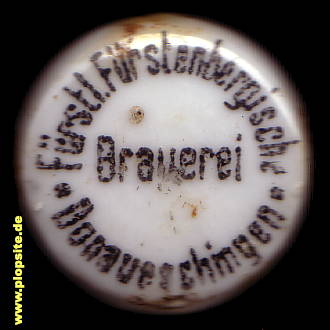 Fürstl. Fürstenbergische
Brauerei
* Donaueschingen *
www.plopsite.de